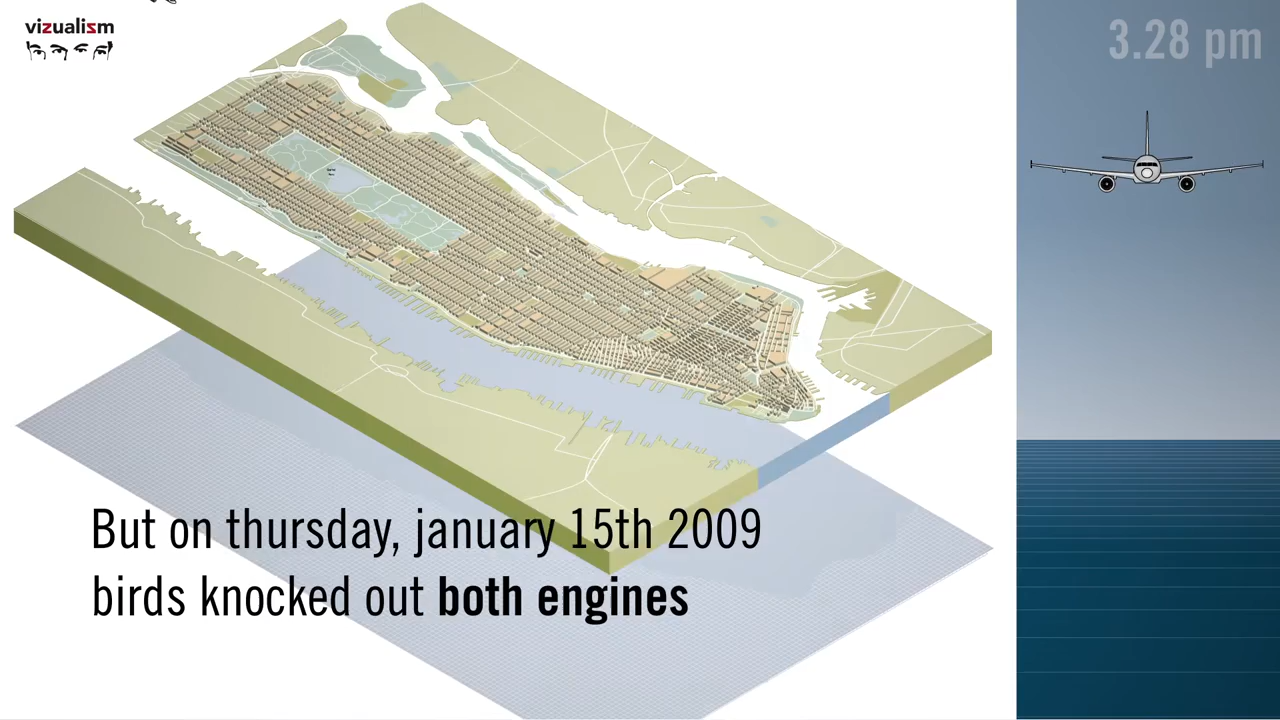 vizualism
3.28 pm
But on thursday, january 15th 2009
birds knocked out both engines